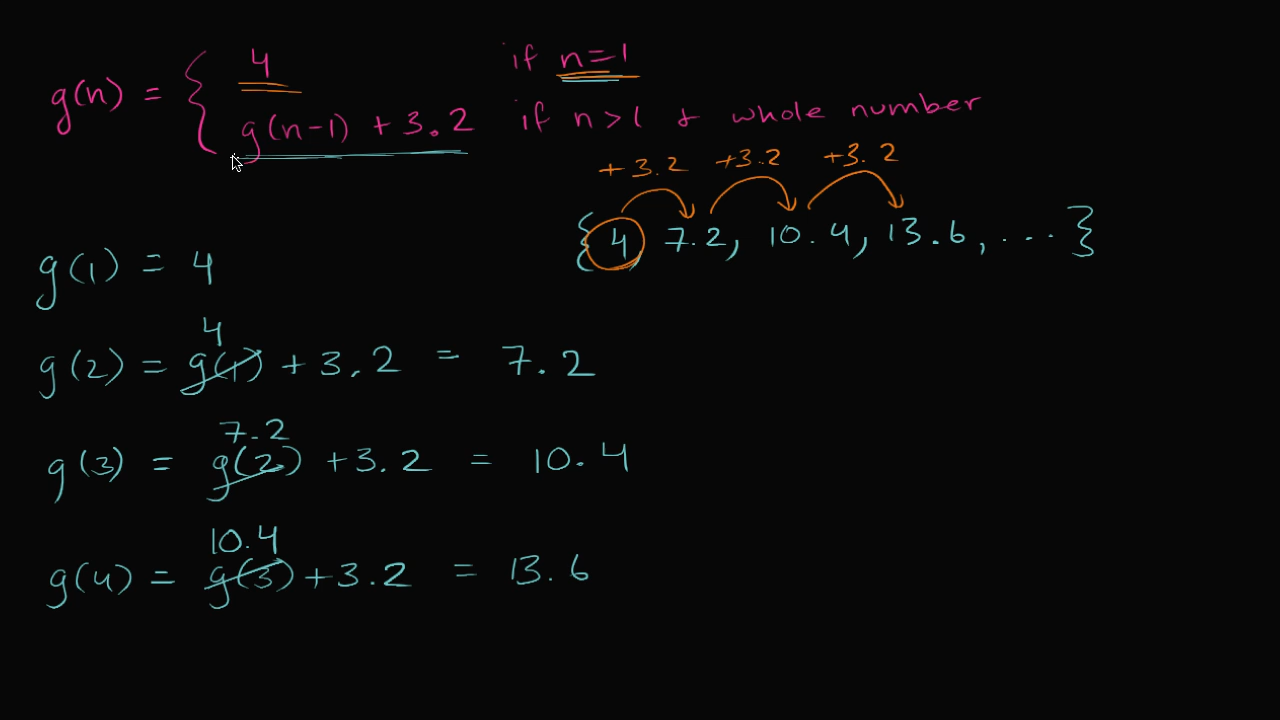 g(n) = { 4 if n=1
g(n-1) + 3.2 if n>1 & whole number
+3.2 +3.2 +3.2
{4, 7.2, 10.4, 13.6, ...}
g(1) = 4
4
g(2) = g(1) + 3.2 = 7.2
7.2
g(3) = g(2) + 3.2 = 10.4
10.4
g(4) = g(3) + 3.2 = 13.6